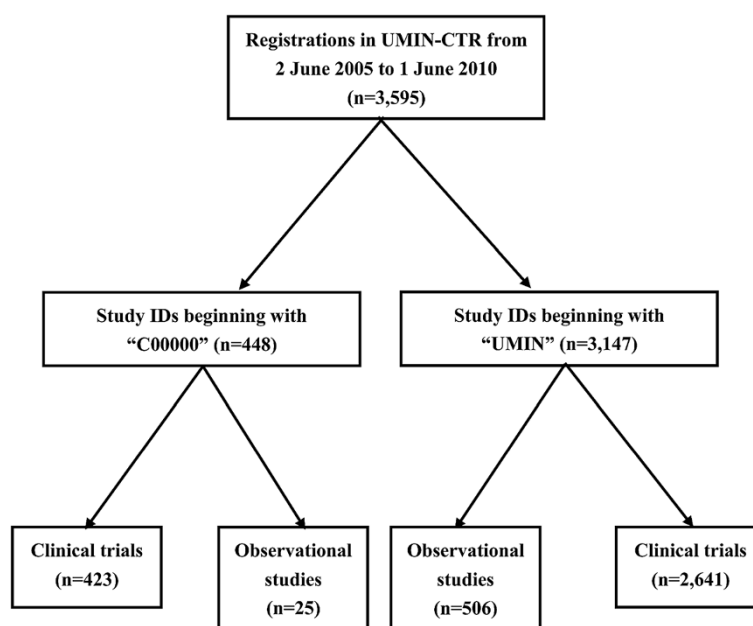 Registrations in UMIN-CTR from
2 June 2005 to 1 June 2010
(n=3,595)
Study IDs beginning with
“C00000” (n=448)
Study IDs beginning with
“UMIN” (n=3,147)
Clinical trials
(n=423)
Observational
studies
(n=25)
Observational
studies
(n=506)
Clinical trials
(n=2,641)